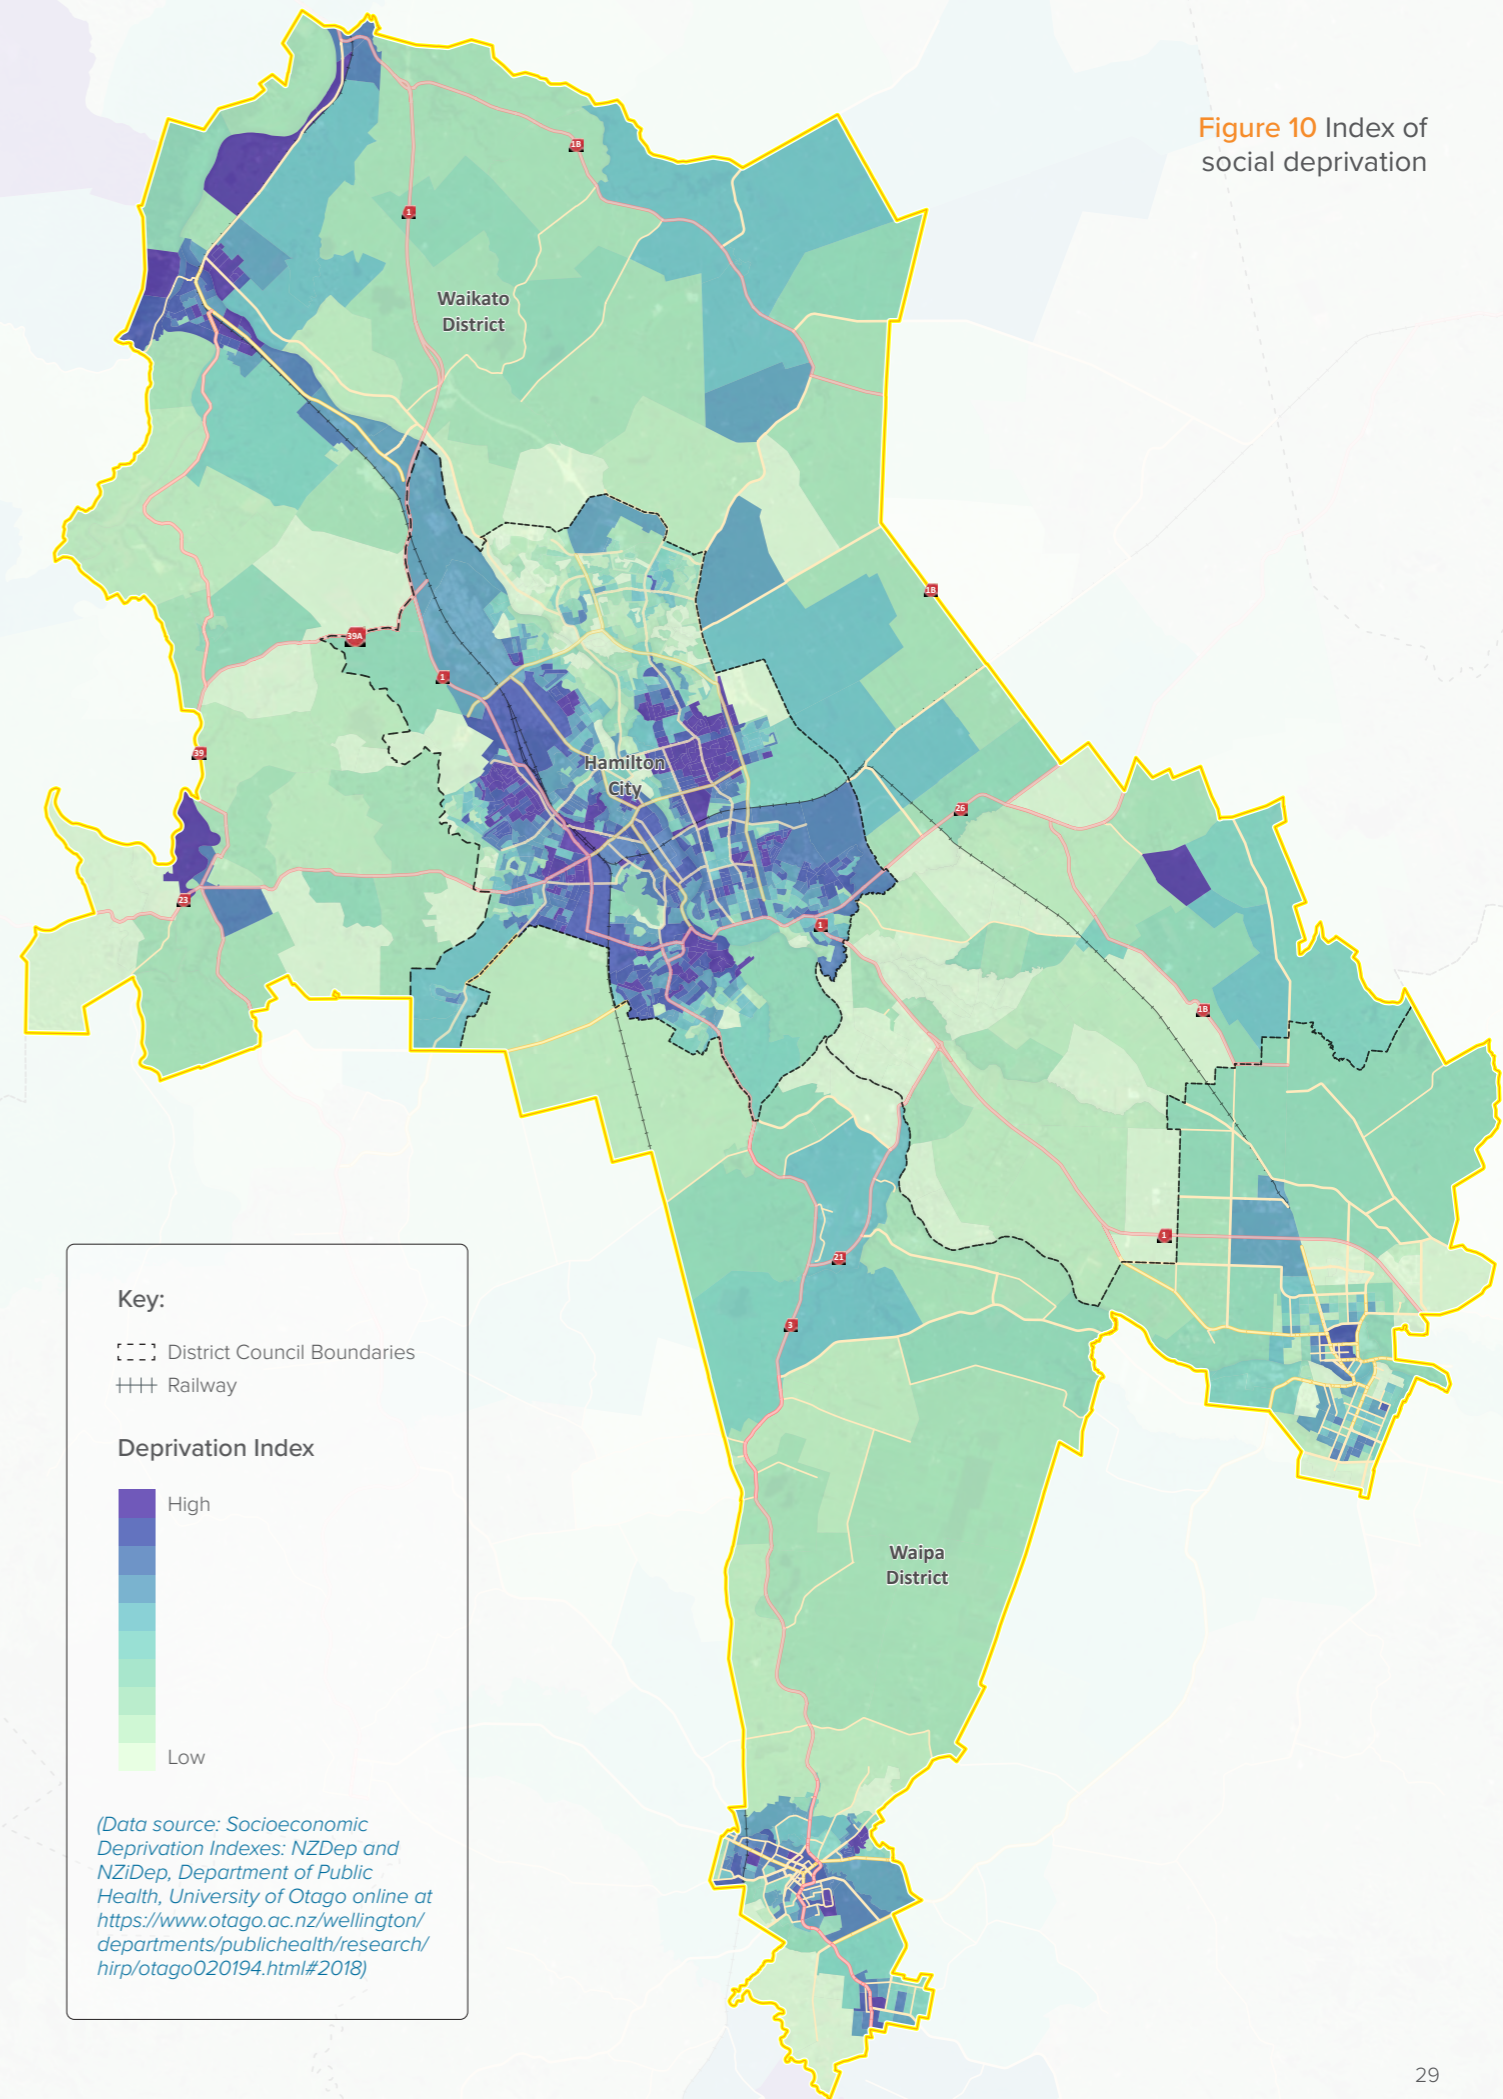 Figure 10 Index of
social deprivation
1B
1
Waikato
District
1B
39A
1
39
Hamilton
City
26
23
1
1B
1
21
3
Key:
District Council Boundaries
Railway
Deprivation Index
High
Low
Waipa
District
(Data source: Socioeconomic
Deprivation Indexes: NZDep and
NZiDep, Department of Public
Health, University of Otago online at
https://www.otago.ac.nz/wellington/
departments/publichealth/research/
hirp/otago020194.html#2018)
29